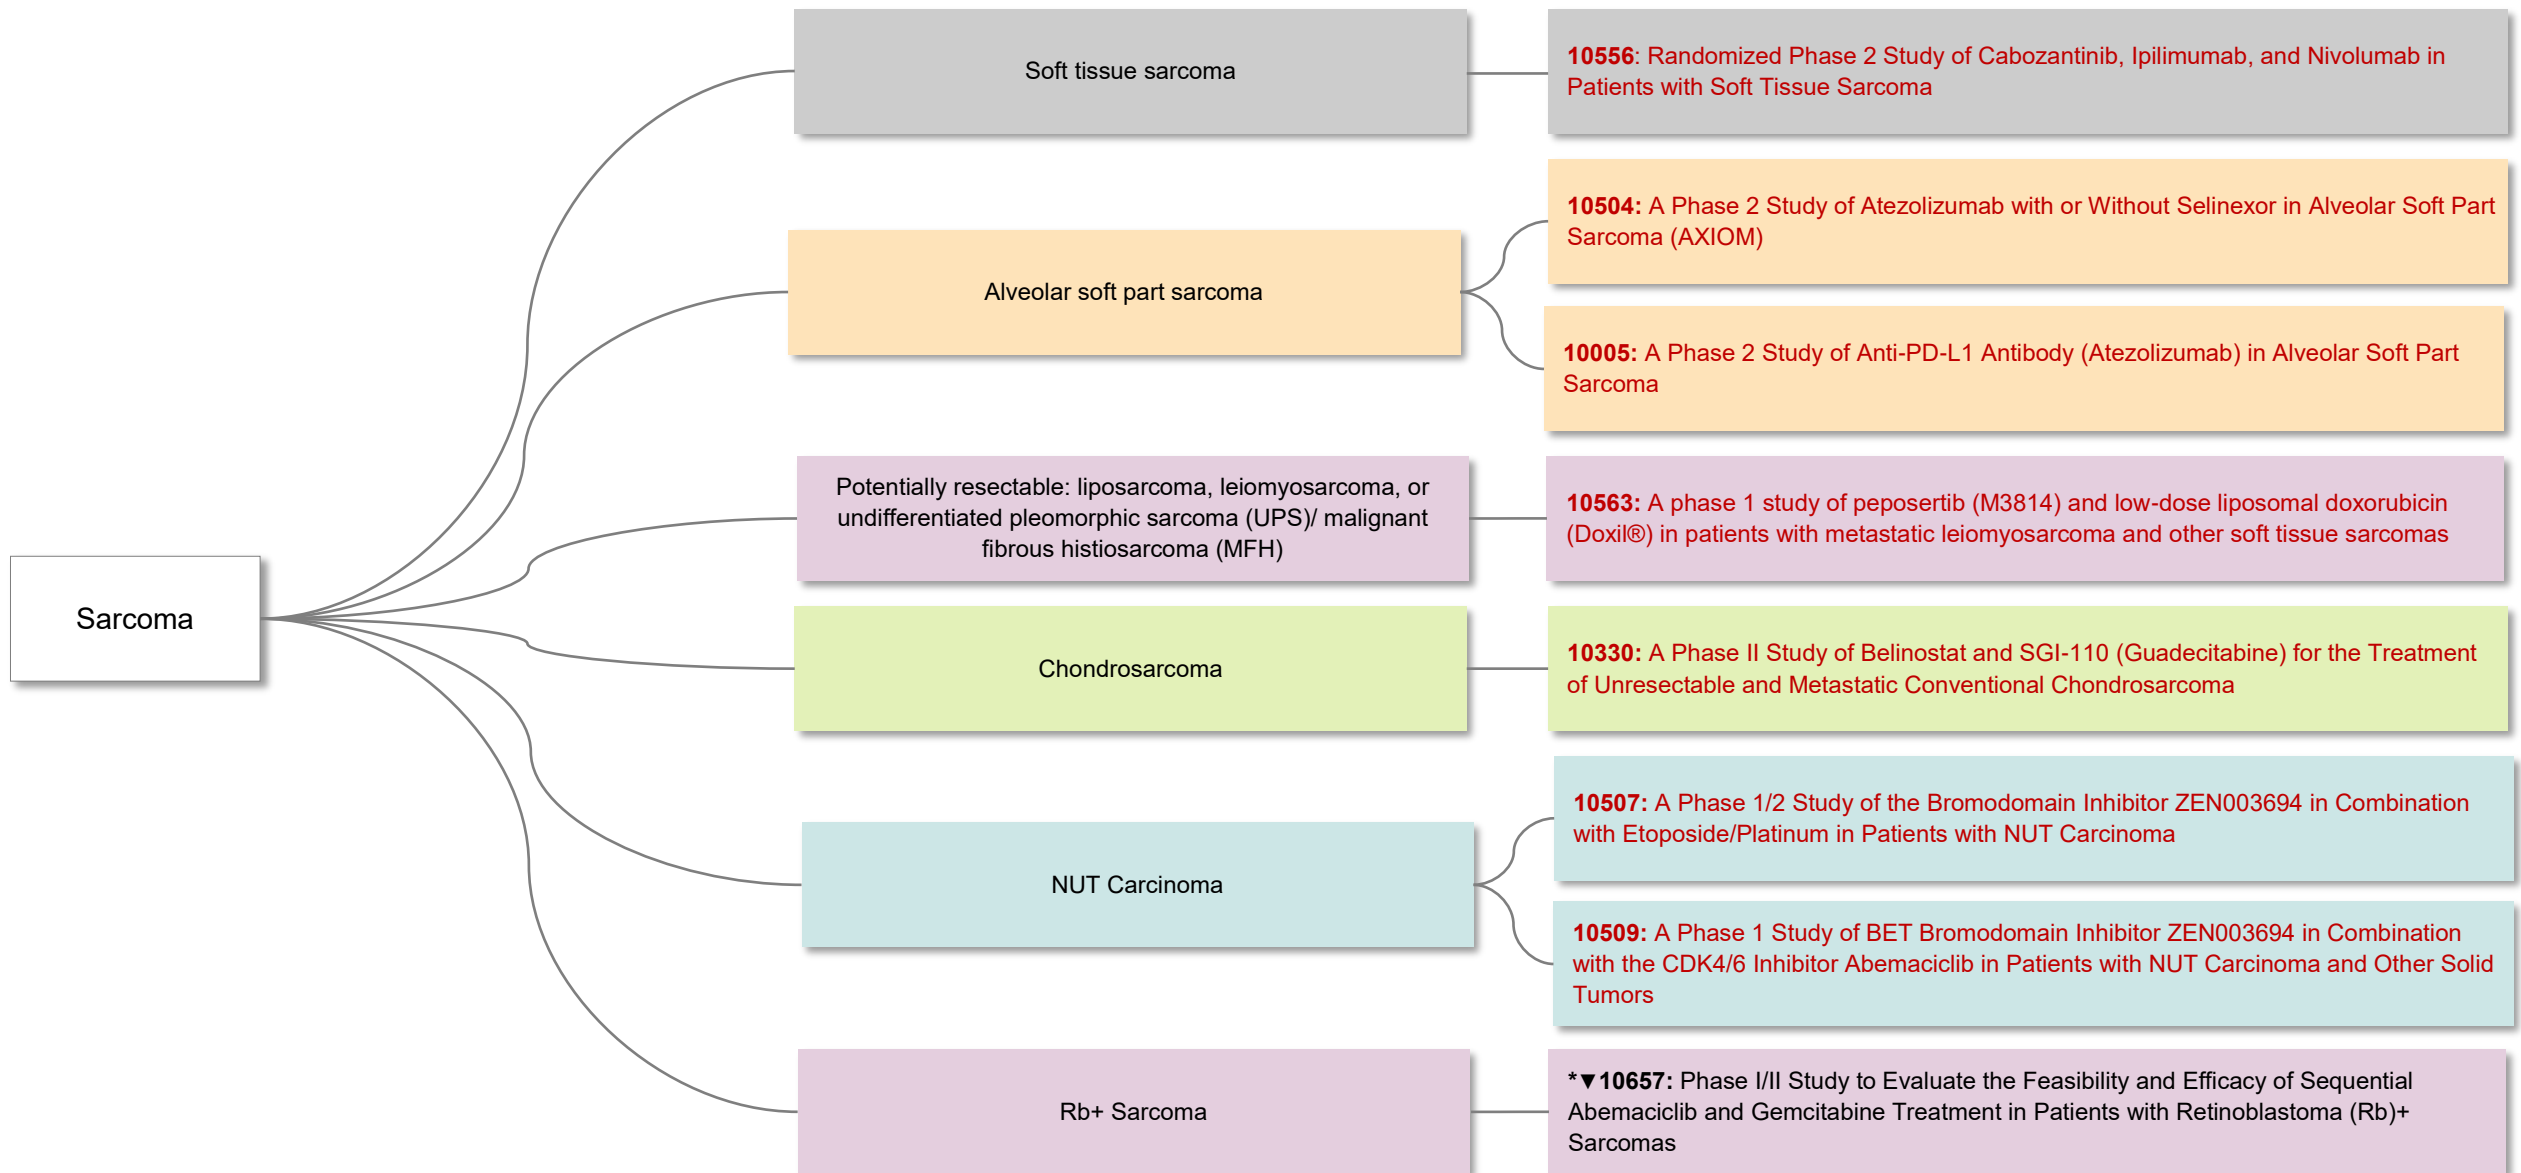 Soft tissue sarcoma
10556: Randomized Phase 2 Study of Cabozantinib, Ipilimumab, and Nivolumab in
Patients with Soft Tissue Sarcoma
Alveolar soft part sarcoma
10504: A Phase 2 Study of Atezolizumab with or Without Selinexor in Alveolar Soft Part
Sarcoma (AXIOM)
10005: A Phase 2 Study of Anti-PD-L1 Antibody (Atezolizumab) in Alveolar Soft Part
Sarcoma
Potentially resectable: liposarcoma, leiomyosarcoma, or
undifferentiated pleomorphic sarcoma (UPS)/ malignant
fibrous histiosarcoma (MFH)
10563: A phase 1 study of peposertib (M3814) and low-dose liposomal doxorubicin
(Doxil®) in patients with metastatic leiomyosarcoma and other soft tissue sarcomas
Sarcoma
Chondrosarcoma
10330: A Phase II Study of Belinostat and SGI-110 (Guadecitabine) for the Treatment
of Unresectable and Metastatic Conventional Chondrosarcoma
NUT Carcinoma
10507: A Phase 1/2 Study of the Bromodomain Inhibitor ZEN003694 in Combination
with Etoposide/Platinum in Patients with NUT Carcinoma
10509: A Phase 1 Study of BET Bromodomain Inhibitor ZEN003694 in Combination
with the CDK4/6 Inhibitor Abemaciclib in Patients with NUT Carcinoma and Other Solid
Tumors
Rb+ Sarcoma
*▼10657: Phase I/II Study to Evaluate the Feasibility and Efficacy of Sequential
Abemaciclib and Gemcitabine Treatment in Patients with Retinoblastoma (Rb)+
Sarcomas